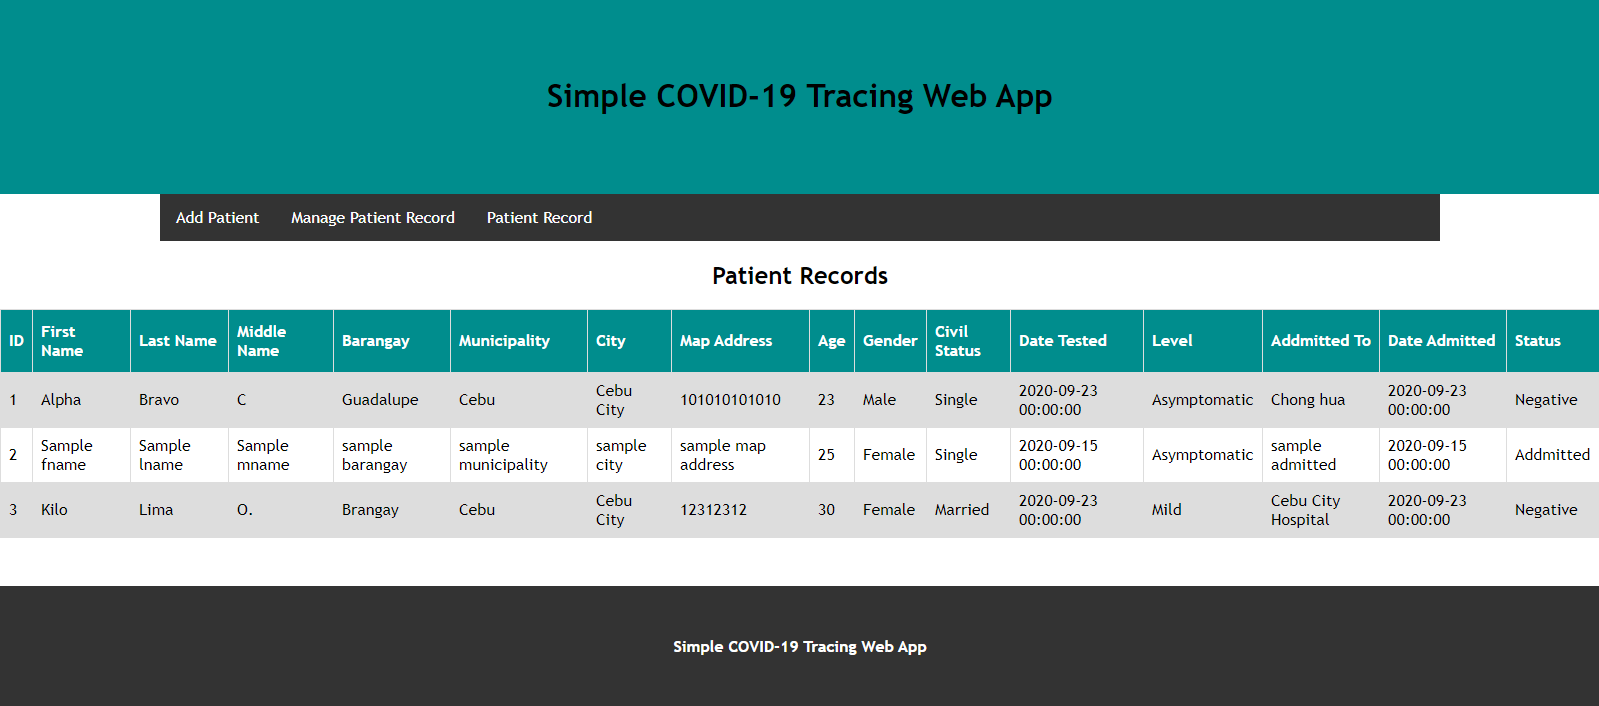 Simple COVID-19 Tracing Web App
Add Patient Manage Patient Record Patient Record
Patient Records
ID First Name Last Name Middle Name Barangay Municipality City Map Address Age Gender Civil Status Date Tested Level Addmitted To Date Admitted Status
1 Alpha Bravo C Guadalupe Cebu Cebu City 101010101010 23 Male Single 2020-09-23 00:00:00 Asymptomatic Chong hua 2020-09-23 00:00:00 Negative
2 Sample fname Sample lname Sample mname sample barangay sample municipality sample city sample map address 25 Female Single 2020-09-15 00:00:00 Asymptomatic sample admitted 2020-09-15 00:00:00 Addmitted
3 Kilo Lima O. Brangay Cebu Cebu City 12312312 30 Female Married 2020-09-23 00:00:00 Mild Cebu City Hospital 2020-09-23 00:00:00 Negative
Simple COVID-19 Tracing Web App